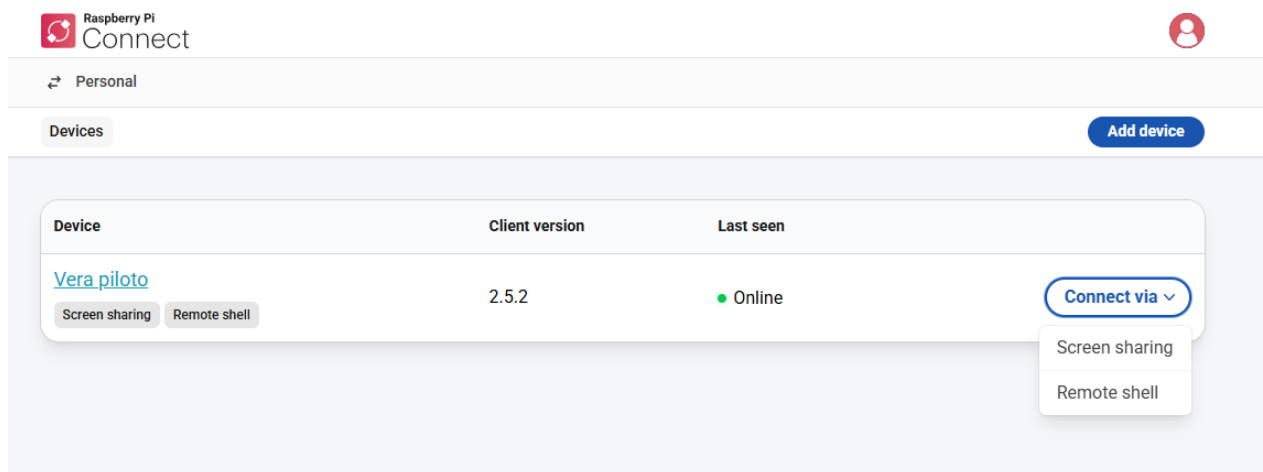 Raspberry Pi
Connect
Personal
Devices
Add device
Device Client version Last seen
Vera piloto
2.5.2 Online Connect via
Screen sharing Remote shell
Screen sharing
Remote shell